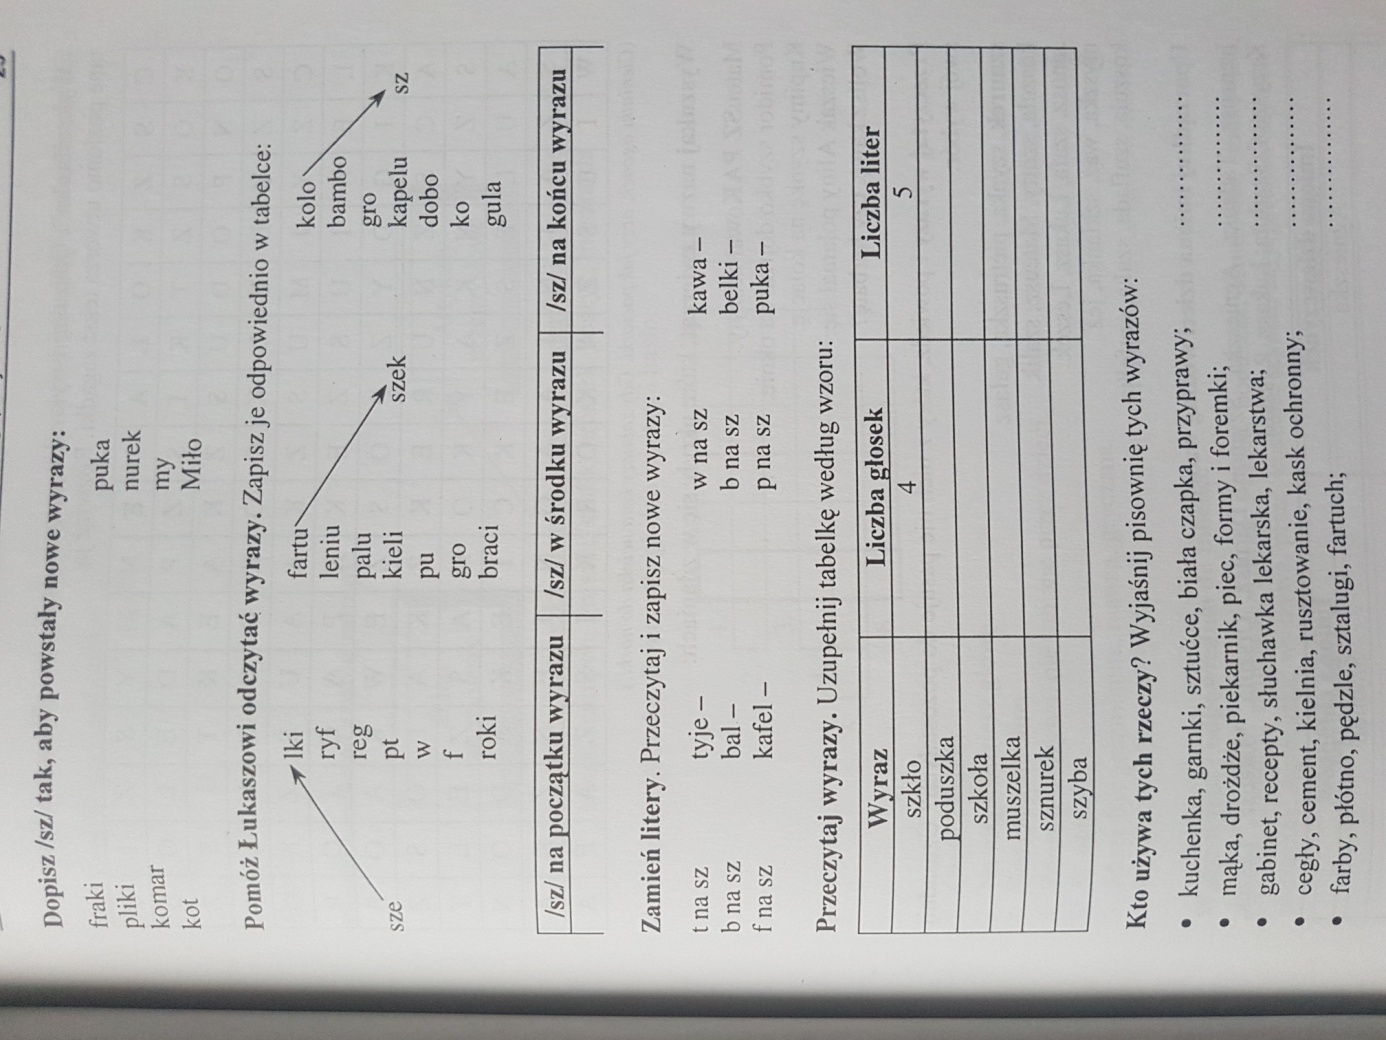 Dopisz /sz/ tak, aby powstały nowe wyrazy:
fraki puka
pliki nurek
komar my
kot Miło
Pomóż Łukaszowi odczytać wyrazy. Zapisz je odpowiednio w tabelce:
lki fartu kolo
ryf leniu bambo
reg palu gro
sze pt kieli szek kapelu sz
w pu dobo
f gro ko
roki braci gula
/sz/ na początku wyrazu /sz/ w środku wyrazu /sz/ na końcu wyrazu
Zamień litery. Przeczytaj i zapisz nowe wyrazy:
t na sz tyje – w na sz kawa –
b na sz bal – b na sz belki –
f na sz kafel – p na sz puka –
Przeczytaj wyrazy. Uzupełnij tabelkę według wzoru:
Wyraz Liczba głosek Liczba liter
szkło 4 5
poduszka
szkoła
muszelka
sznurek
szyba
Kto używa tych rzeczy? Wyjaśnij pisownię tych wyrazów:
• kuchenka, garnki, sztućce, biała czapka, przyprawy; ...............
• mąka, drożdże, piekarnik, piec, formy i foremki; ...............
• gabinet, recepty, słuchawka lekarska, lekarstwa; ...............
• cegły, cement, kielnia, rusztowanie, kask ochronny; ...............
• farby, płótno, pędzle, sztalugi, fartuch; ...............